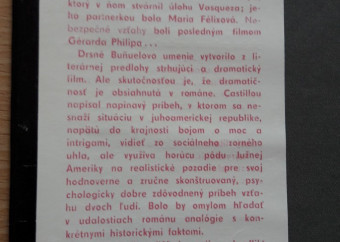 ktorý v ňom stvárnil úlohu Vasqueza; je-
ho partnerkou bola María Félixová. Ne-
bezpečné vzťahy boli posledným filmom
Gérarda Philipa...
Drsné Buñuelovo umenie vytvorilo z li-
terárnej predlohy strhujúci a dramatický
film. Ale skutočnosťou je, že dramatič-
nosť je obsiahnutá v románe. Castillou
napísal napínavý príbeh, v ktorom sa ne-
snaží situáciu v juhoamerickej republike,
napätú do krajnosti bojom o moc a
intrigami, vidieť zo sociálneho zorného
uhla, ale využíva horúcu pôdu Južnej
Ameriky na realistické pozadie pre svoj
hodnoverne a zručne skonštruovaný, psy-
chologicky dobre zdôvodnený príbeh vzťa-
hu dvoch ľudí. Bolo by omylom hľadať
v udalostiach románu analógie s kon-
krétnymi historickými faktami.